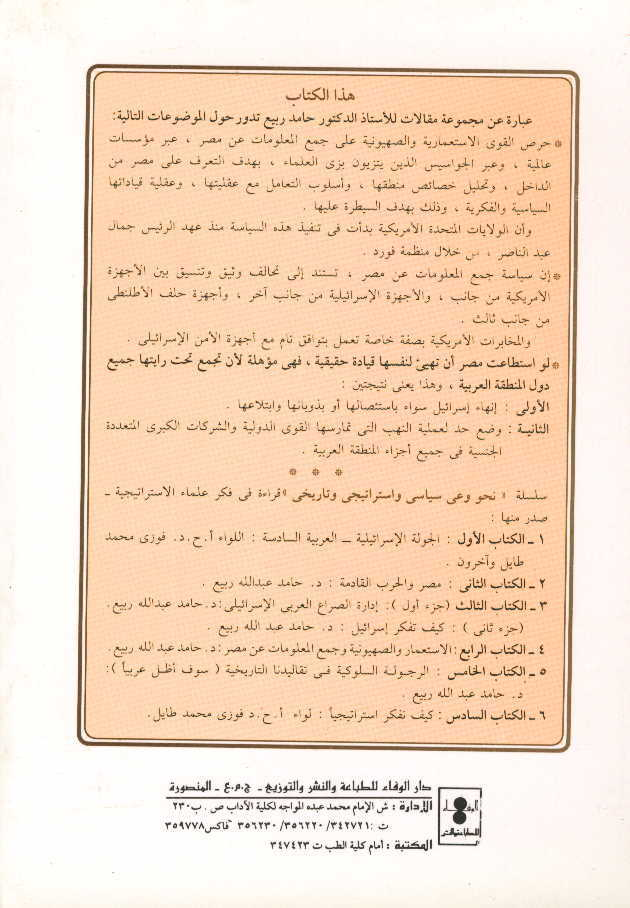 هذا الكتاب
عبارة عن مجموعة مقالات للأستاذ الدكتور حامد ربيع تدور حول الموضوعات التالية:
* حرص القوى الاستعمارية والصهيونية على جمع المعلومات عن مصر ، عبر مؤسسات
عالمية ، وعبر الجواسيس الذين يتزيون بزى العلماء ، بهدف التعرف على مصر من
الداخل ، وتحليل خصائص منطقها ، وأسلوب التعامل مع عقليتها ، وعقلية قياداتها
السياسية والفكرية ، وذلك بهدف السيطرة عليها .
وأن الولايات المتحدة الأمريكية بدأت فى تنفيذ هذه السياسة منذ عهد الرئيس جمال
عبد الناصر ، من خلال منظمة فورد .
* إن سياسة جمع المعلومات عن مصر ، تستند إلى تحالف وثيق وتنسيق بين الأجهزة
الأمريكية من جانب ، والأجهزة الإسرائيلية من جانب آخر ، وأجهزة حلف الأطلنطى
من جانب ثالث .
والمخابرات الأمريكية بصفة خاصة تعمل بتوافق تام مع أجهزة الأمن الإسرائيلى .
* لو استطاعت مصر أن تهيئ لنفسها قيادة حقيقية ، فهى مؤهلة لأن تجمع تحت رايتها جميع
دول المنطقة العربية ، وهذا يعنى نتيجتين :
الأولى : إنهاء إسرائيل سواء باستئصالها أو بذوبانها وابتلاعها .
الثانيـة : وضع حد لعملية النهب التى تمارسها القوى الدولية والشركات الكبرى المتعددة
الجنسية فى جميع أجزاء المنطقة العربية .
* * *
سلسلة « نحو وعى سياسى واستراتيجى وتاريخى » قراءة فى فكر علماء الاستراتيجية ـ
صدر منها :
١ ـ الكتاب الأول : الجولة الإسرائيلية ــ العربية السادسة : اللواء أ.ح.د. فوزى محمد
طايل وآخرون .
٢ ـ الكتاب الثانى : مصر والحرب القادمة : د. حامد عبدالله ربيع .
٣ ـ الكتاب الثالث (جزء أول ): إدارة الصراع العربى الإسرائيلى: د.حامد عبدالله ربيع.
(جزء ثانى ) : كيف تفكر إسرائيل : د. حامد عبد الله ربيع .
٤ ـ الكتاب الرابع : الاستعمار والصهيونية وجمع المعلومات عن مصر : د.حامد عبد الله ربيع.
٥ ـ الكتاب الخامس : الرجـولـة السلوكية فـى تقاليدنا التاريخية ( سوف أظـل عربياً ):
د. حامد عبد الله ربيع .
٦ ـ الكتاب السادس : كيف نفكر استراتيجياً : لواء أ.ح.د فوزى محمد طايل.
دار الوفاء للطباعة والنشر والتوزيع ـ ج.م.ع ـ المنصورة
الإدارة : ش الإمام محمد عبده المواجه لكلية الآداب ص . ب ٢٣٠
ت : ٣٤٢٧٢١/ ٣٥٦٢٢٠/ ٣٥٦٢٣٠ فاكس ٣٥٩٧٧٨
المكتبة : أمام كلية الطب ت ٣٤٧٤٢٣